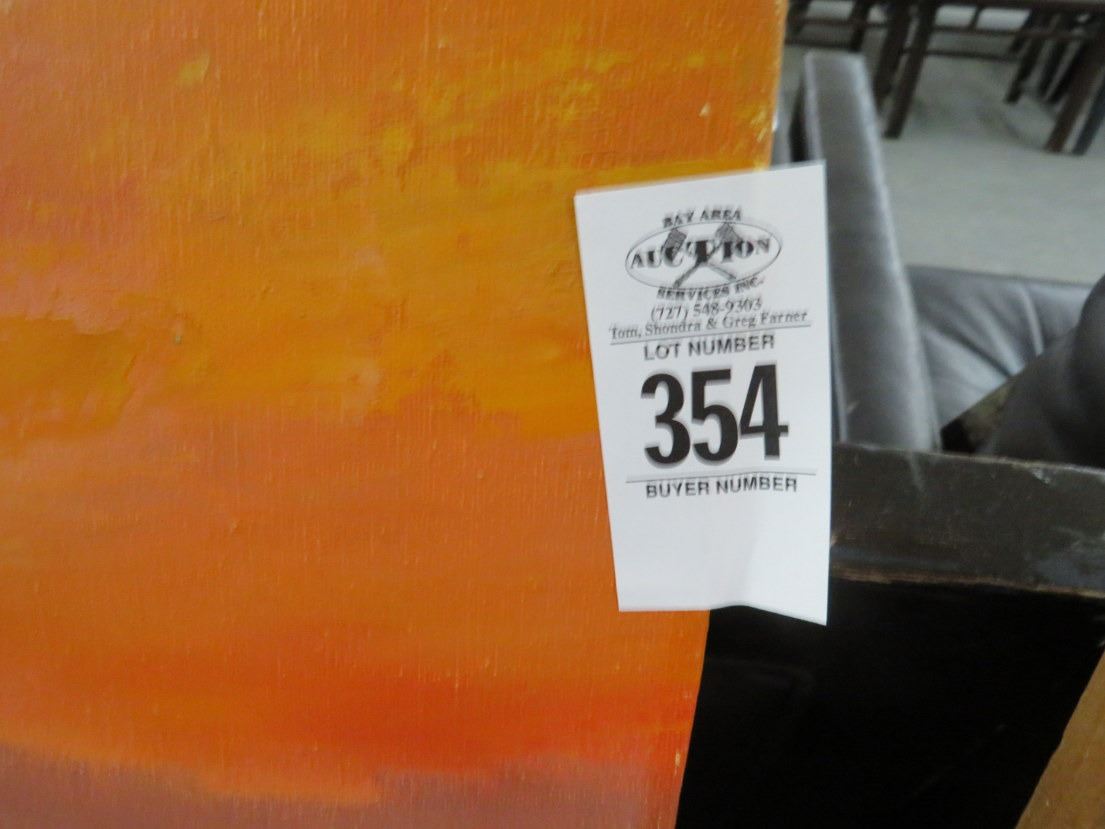 BAY AREA
AUCTION
SERVICES INC.
(727) 548-9303
Tom, Shondra & Greg Farner
LOT NUMBER
354
BUYER NUMBER